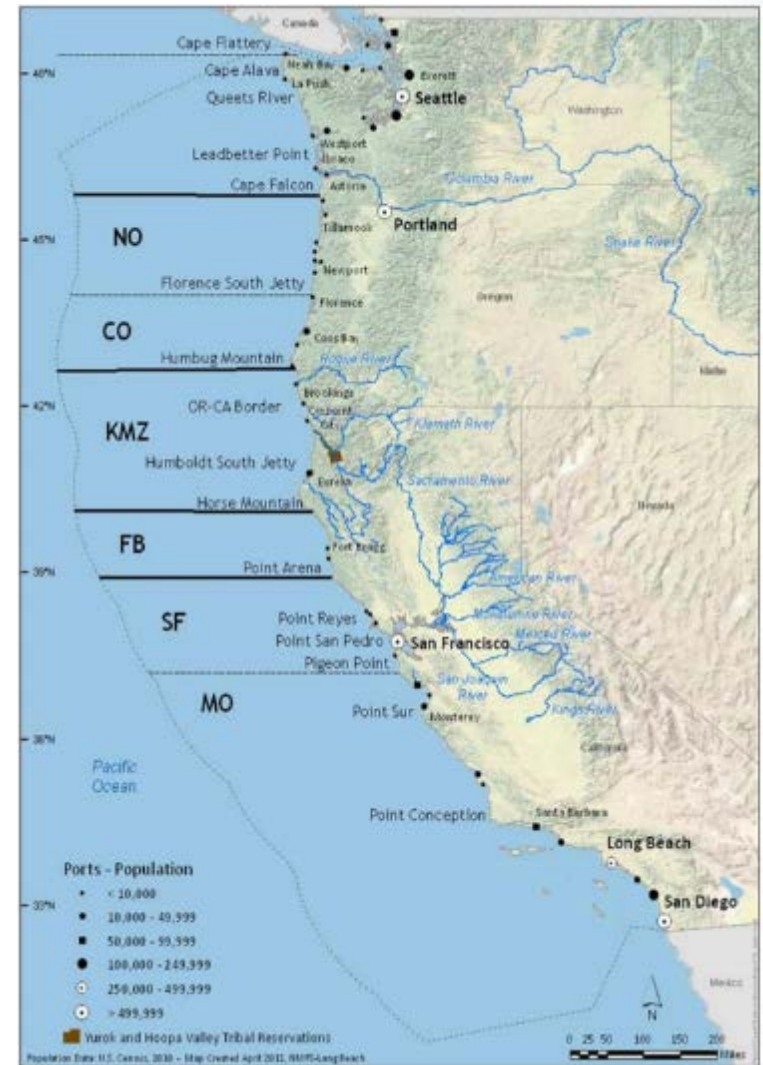 Canada
Cape Flattery
Cape Alava
Neah Bay
48°N
Everett
La Push
Queets River
Seattle
Washington
Westport
Leadbetter Point
Ilwaco
Columbia River
Cape Falcon
Astoria
Portland
NO
Tillamook
45°N
Snake River
Newport
Florence South Jetty
Oregon
Florence
CO
Coos Bay
Humbug Mountain
Rogue River
Idaho
Brookings
42°N
OR-CA Border
Crescent
City
KMZ
Klamath River
Humboldt South Jetty
Eureka
Sacramento River
Horse Mountain
Nevada
FB
Fort Bragg
Point Arena
39°N
American River
SF
Point Reyes
Mokelumne River
Point San Pedro
San Francisco
Merced River
Pigeon Point
MO
San Joaquin
River
Point Sur
Monterey
Kings River
36°N
California
Pacific
Ocean
Point Conception
Santa Barbara
Long Beach
Ports - Population
< 10,000
33°N
San Diego
10,000 - 49,999
50,000 - 99,999
100,000 - 249,999
250,000 - 499,999
> 499,999
Mexico
N
Yurok and Hoopa Valley Tribal Reservations
0 25 50 100 150 200
Miles
Population Data: U.S. Census, 2010 - Map Created April 2012, NMFS-Long Beach